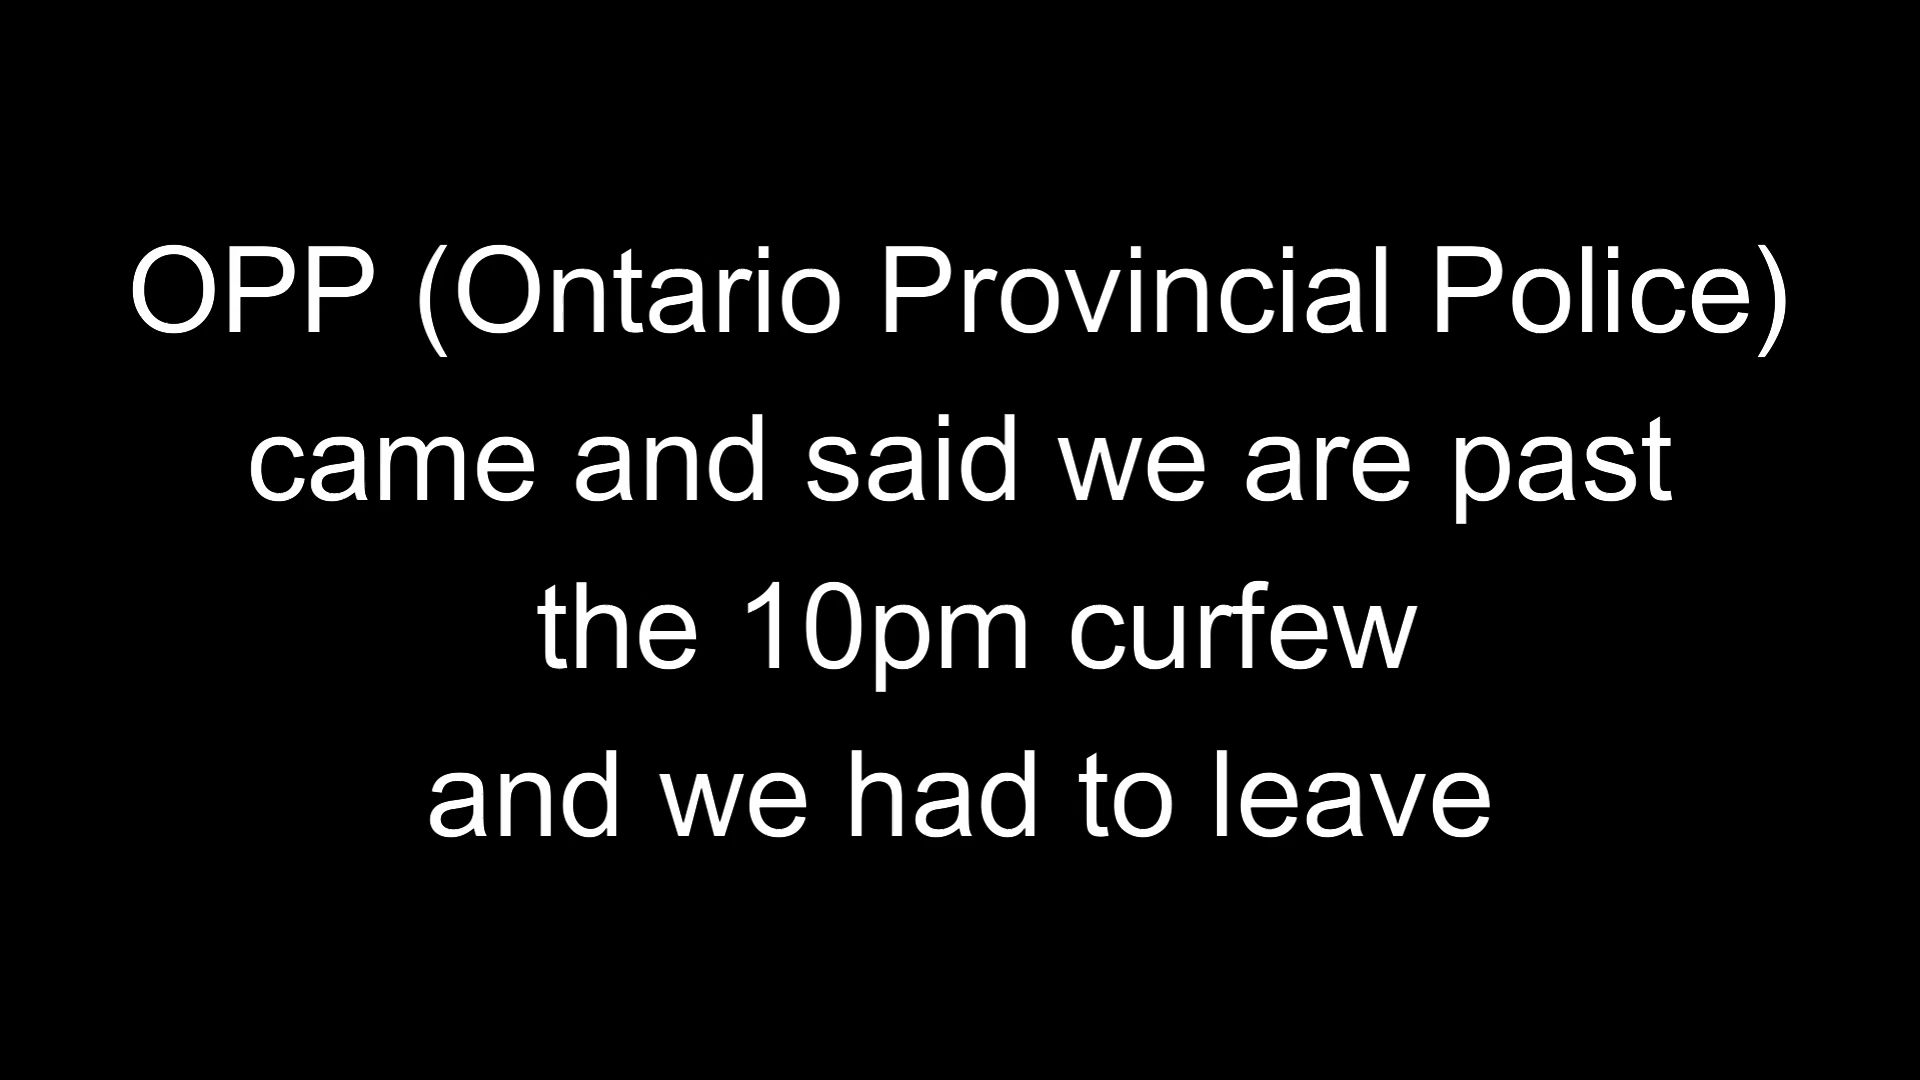 OPP (Ontario Provincial Police)
came and said we are past
the 10pm curfew
and we had to leave